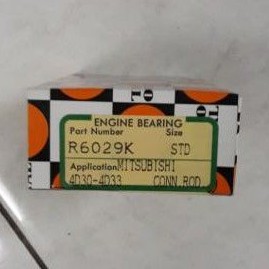 ENGINE BEARING
Part Number Size
R6029K STD
Application MITSUBISHI
4D30-4D33 CONN.ROD